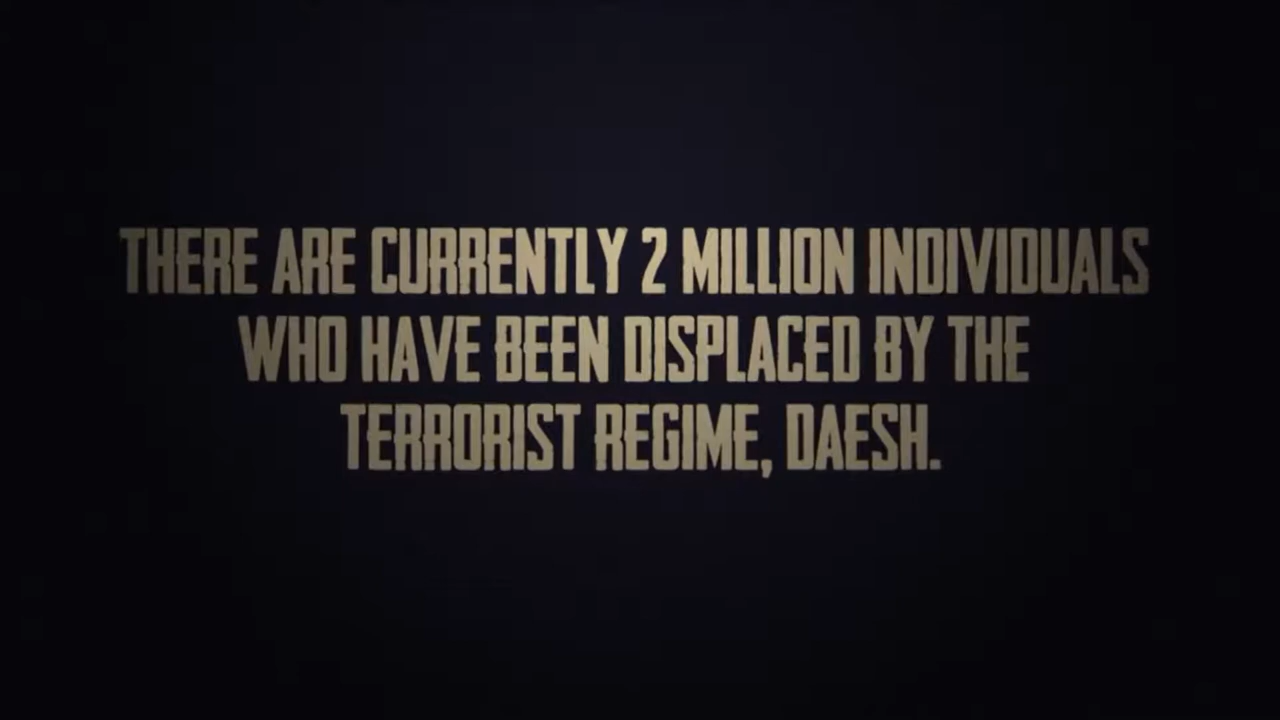 THERE ARE CURRENTLY 2 MILLION INDIVIDUALS
WHO HAVE BEEN DISPLACED BY THE
TERRORIST REGIME, DAESH.